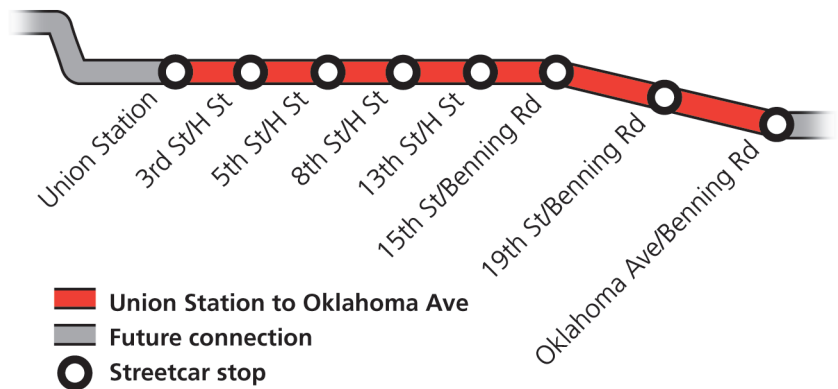 Union Station
3rd St/H St
5th St/H St
8th St/H St
13th St/H St
15th St/Benning Rd
19th St/Benning Rd
Oklahoma Ave/Benning Rd
Union Station to Oklahoma Ave
Future connection
Streetcar stop